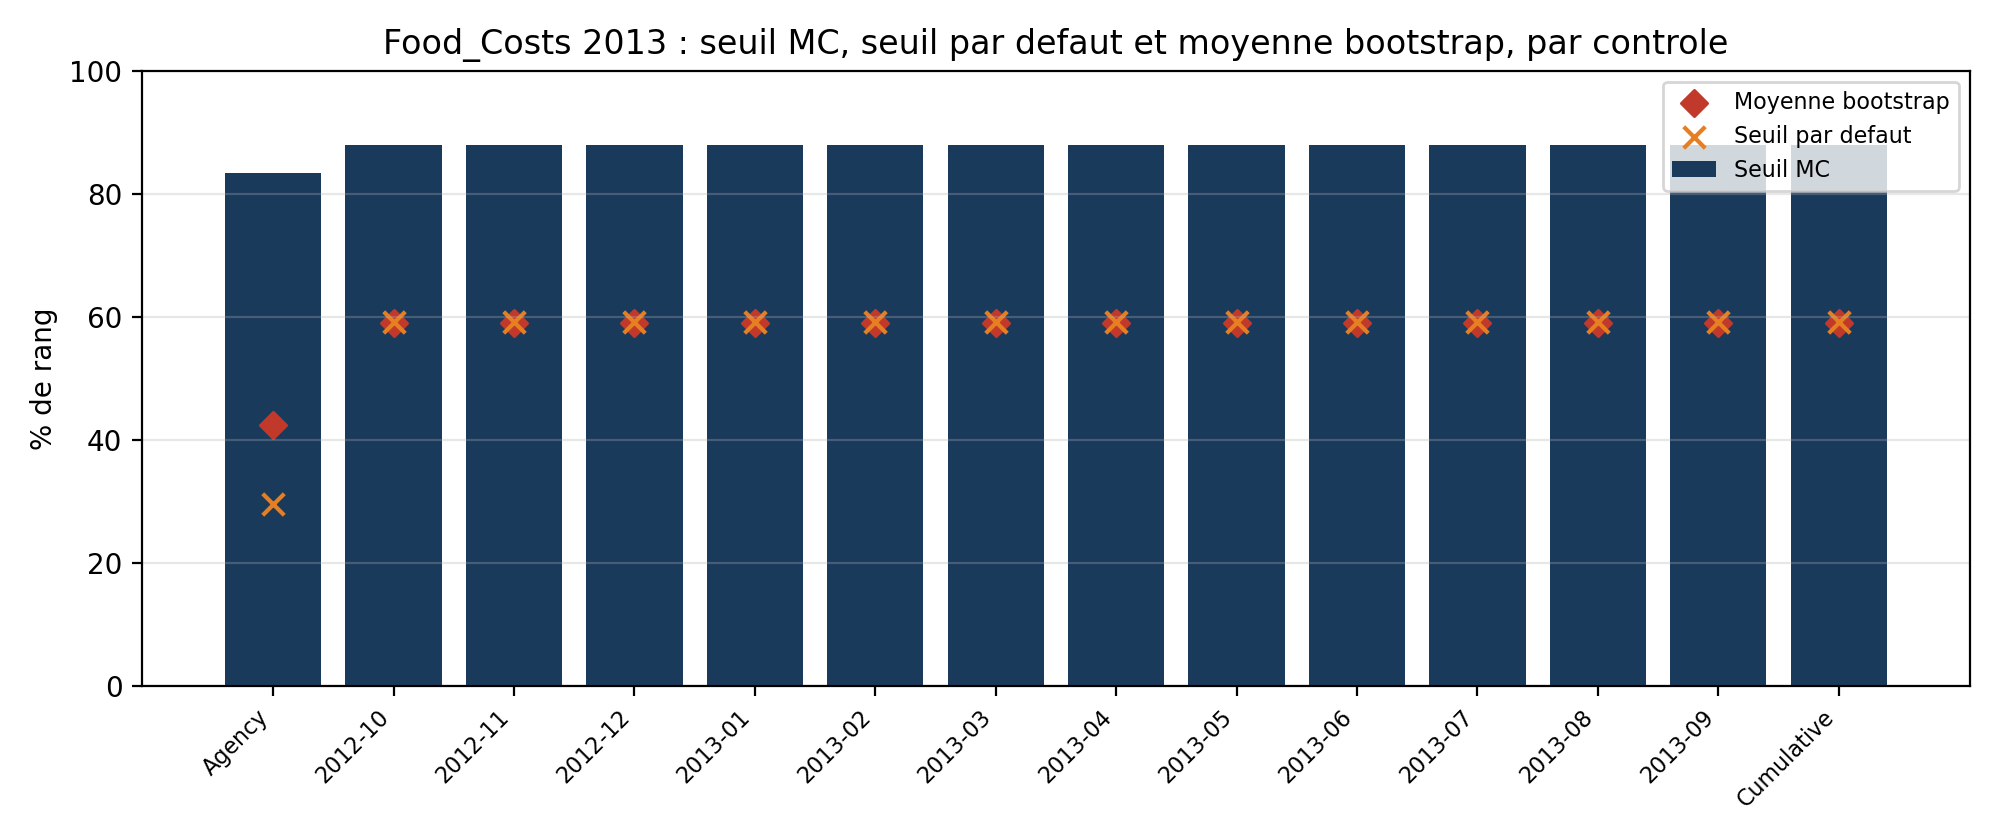 Food_Costs 2013 : seuil MC, seuil par defaut et moyenne bootstrap, par controle
% de rang
100
80
60
40
20
0
Moyenne bootstrap
Seuil par defaut
Seuil MC
Agency
2012-10
2012-11
2012-12
2013-01
2013-02
2013-03
2013-04
2013-05
2013-06
2013-07
2013-08
2013-09
Cumulative